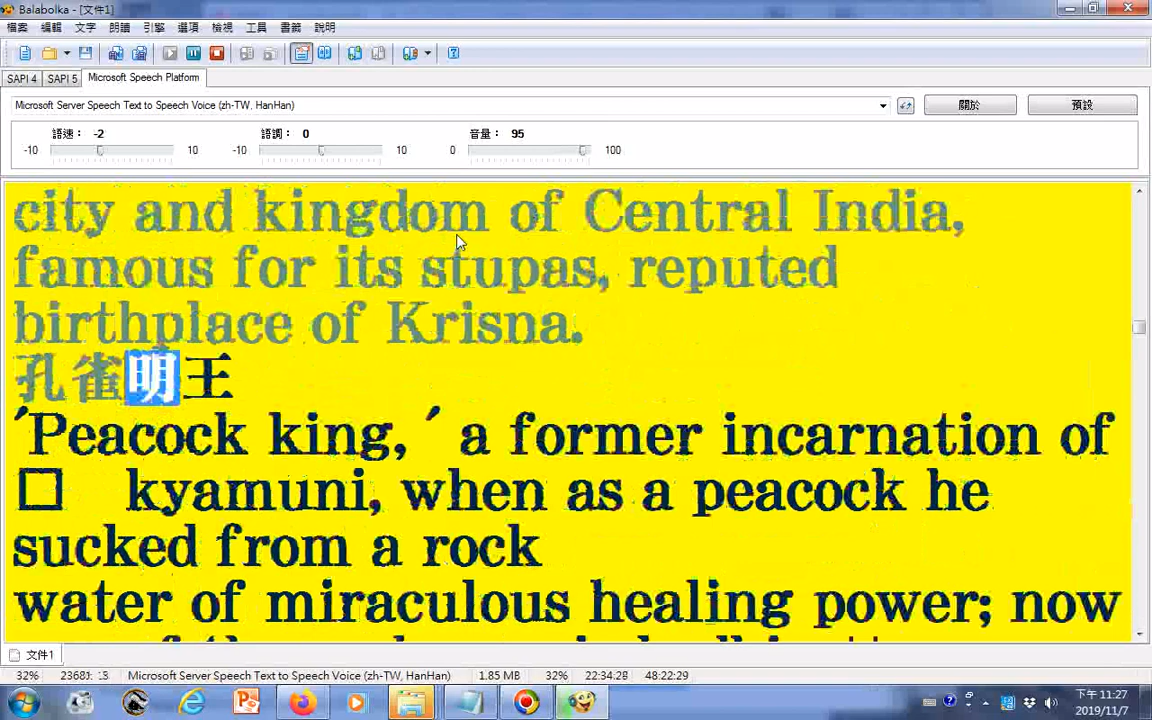 Balabolka - [文件1]
檔案 編輯 文字 朗讀 引擎 選項 檢視 工具 書籤 說明
SAPI 4 SAPI 5 Microsoft Speech Platform
Microsoft Server Speech Text to Speech Voice (zh-TW, HanHan) 關於 預設
語速： -2 語調： 0 音量： 95
-10 10 -10 10 0 100
city and kingdom of Central India,
famous for its stupas, reputed
birthplace of Krisna.
孔雀明王
′Peacock king, ′ a former incarnation of
□ kyamuni, when as a peacock he
sucked from a rock
water of miraculous healing power; now
文件1
32% 23681: 13 Microsoft Server Speech Text to Speech Voice (zh-TW, HanHan) 1.85 MB 32% 22:34:28 48:22:29
下午 11:27
2019/11/7